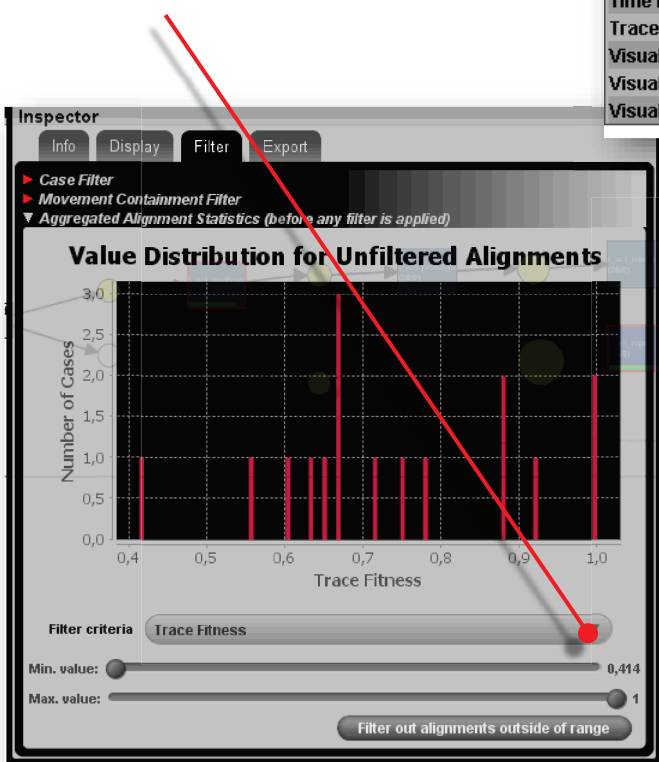 Trace
Visual
Visual
Visual
Inspector
Info
Display
Filter
Export
Case Filter
Movement Containment Filter
Aggregated Alignment Statistics (before any filter is applied)
Value Distribution for Unfiltered Alignments
Number of Cases
3,0
2,5
2,0
1,5
1,0
0,5
0,0
0,4 0,5 0,6 0,7 0,8 0,9 1,0
Trace Fitness
Filter criteria Trace Fitness
Min. value: 0,414
Max. value: 1
Filter out alignments outside of range